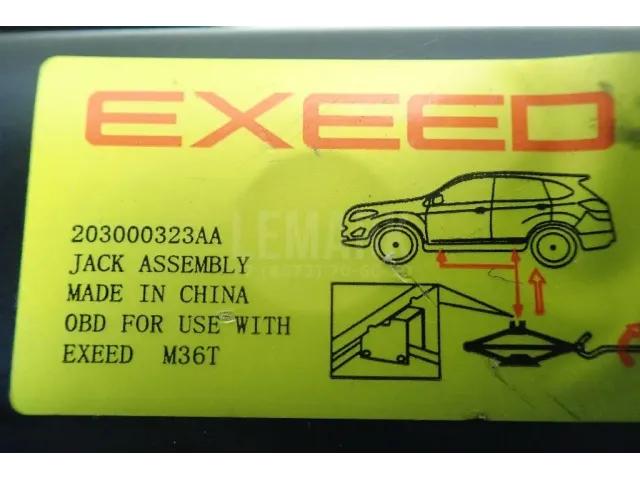 EXEED
203000323AA
JACK ASSEMBLY
MADE IN CHINA
OBD FOR USE WITH
EXEED M36T